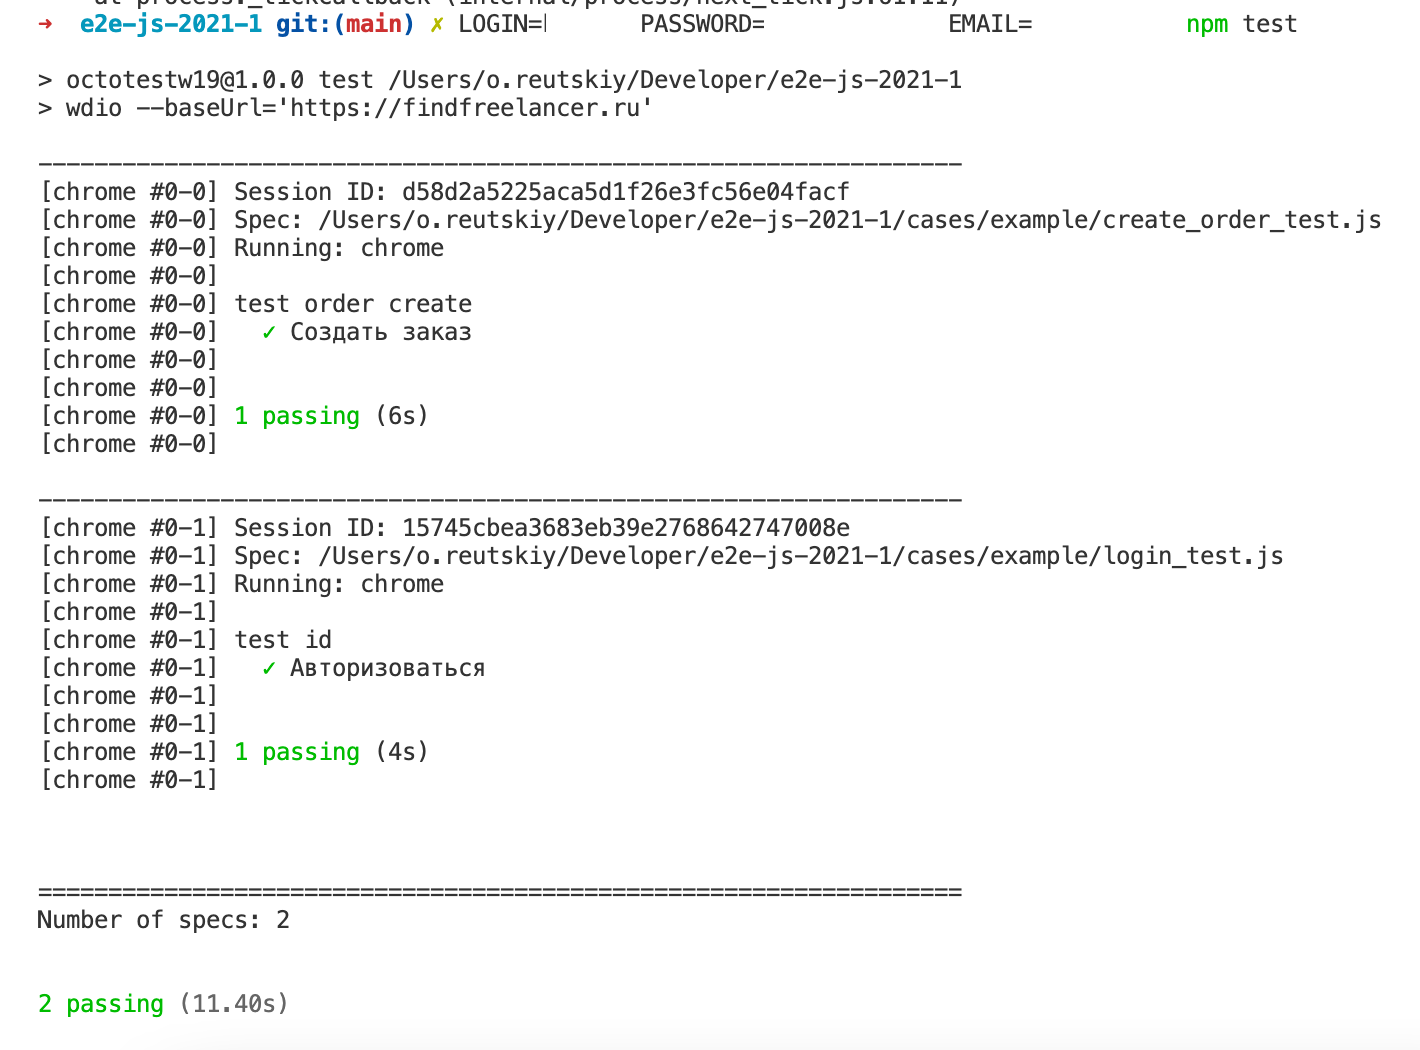 at process._tickCallback (internal/process/next_tick.js:61:11)
➜ e2e-js-2021-1 git:(main) ✗ LOGIN= PASSWORD= EMAIL= npm test
> octotestw19@1.0.0 test /Users/o.reutskiy/Developer/e2e-js-2021-1
> wdio --baseUrl='https://findfreelancer.ru'
------------------------------------------------------------------
[chrome #0-0] Session ID: d58d2a5225aca5d1f26e3fc56e04facf
[chrome #0-0] Spec: /Users/o.reutskiy/Developer/e2e-js-2021-1/cases/example/create_order_test.js
[chrome #0-0] Running: chrome
[chrome #0-0]
[chrome #0-0] test order create
[chrome #0-0] ✓ Создать заказ
[chrome #0-0]
[chrome #0-0]
[chrome #0-0] 1 passing (6s)
[chrome #0-0]
------------------------------------------------------------------
[chrome #0-1] Session ID: 15745cbea3683eb39e2768642747008e
[chrome #0-1] Spec: /Users/o.reutskiy/Developer/e2e-js-2021-1/cases/example/login_test.js
[chrome #0-1] Running: chrome
[chrome #0-1]
[chrome #0-1] test id
[chrome #0-1] ✓ Авторизоваться
[chrome #0-1]
[chrome #0-1]
[chrome #0-1] 1 passing (4s)
[chrome #0-1]
==================================================================
Number of specs: 2
2 passing (11.40s)